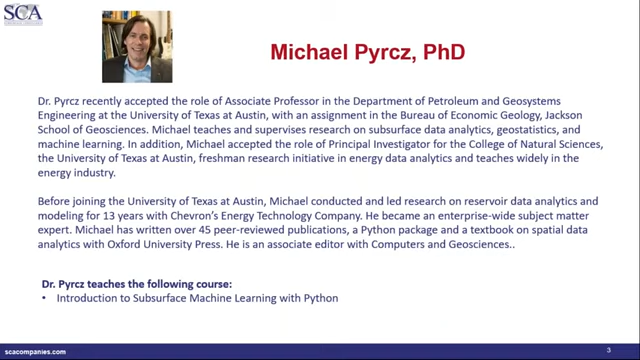 SCA
Michael Pyrcz, PhD
Dr. Pyrcz recently accepted the role of Associate Professor in the Department of Petroleum and Geosystems
Engineering at the University of Texas at Austin, with an assignment in the Bureau of Economic Geology, Jackson
School of Geosciences. Michael teaches and supervises research on subsurface data analytics, geostatistics, and
machine learning. In addition, Michael accepted the role of Principal Investigator for the College of Natural Sciences,
the University of Texas at Austin, freshman research initiative in energy data analytics and teaches widely in the
energy industry.
Before joining the University of Texas at Austin, Michael conducted and led research on reservoir data analytics and
modeling for 13 years with Chevron's Energy Technology Company. He became an enterprise-wide subject matter
expert. Michael has written over 45 peer-reviewed publications, a Python package and a textbook on spatial data
analytics with Oxford University Press. He is an associate editor with Computers and Geosciences..
Dr. Pyrcz teaches the following course:
• Introduction to Subsurface Machine Learning with Python
scacompanies.com
3